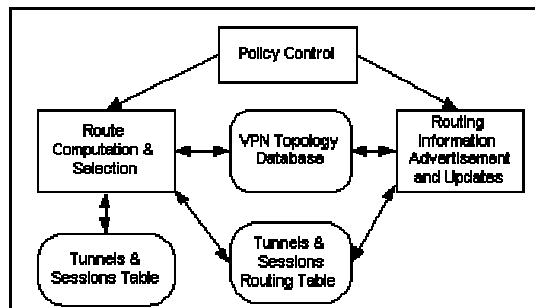 Policy Control
Route
Computation &
Selection
VPN Topology
Database
Routing
Information
Advertisement
and Updates
Tunnels &
Sessions Table
Tunnels &
Sessions
Routing Table